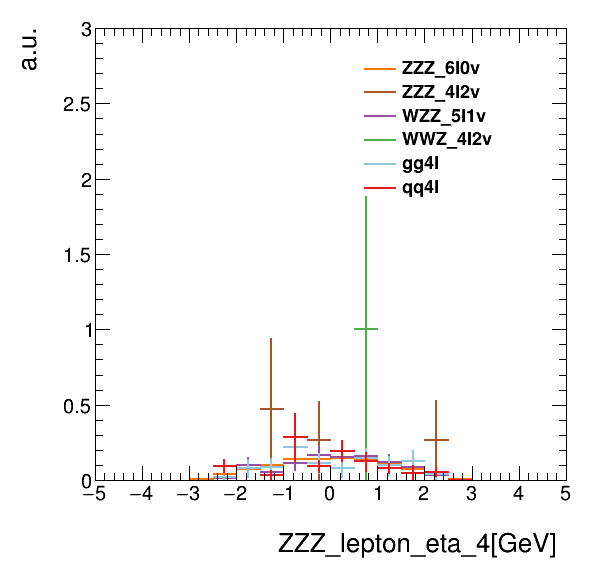 a.u.
3
2.5
2
1.5
1
0.5
0
−5 −4 −3 −2 −1 0 1 2 3 4 5
ZZZ_6l0v
ZZZ_4l2v
WZZ_5l1v
WWZ_4l2v
gg4l
qq4l
ZZZ_lepton_eta_4[GeV]